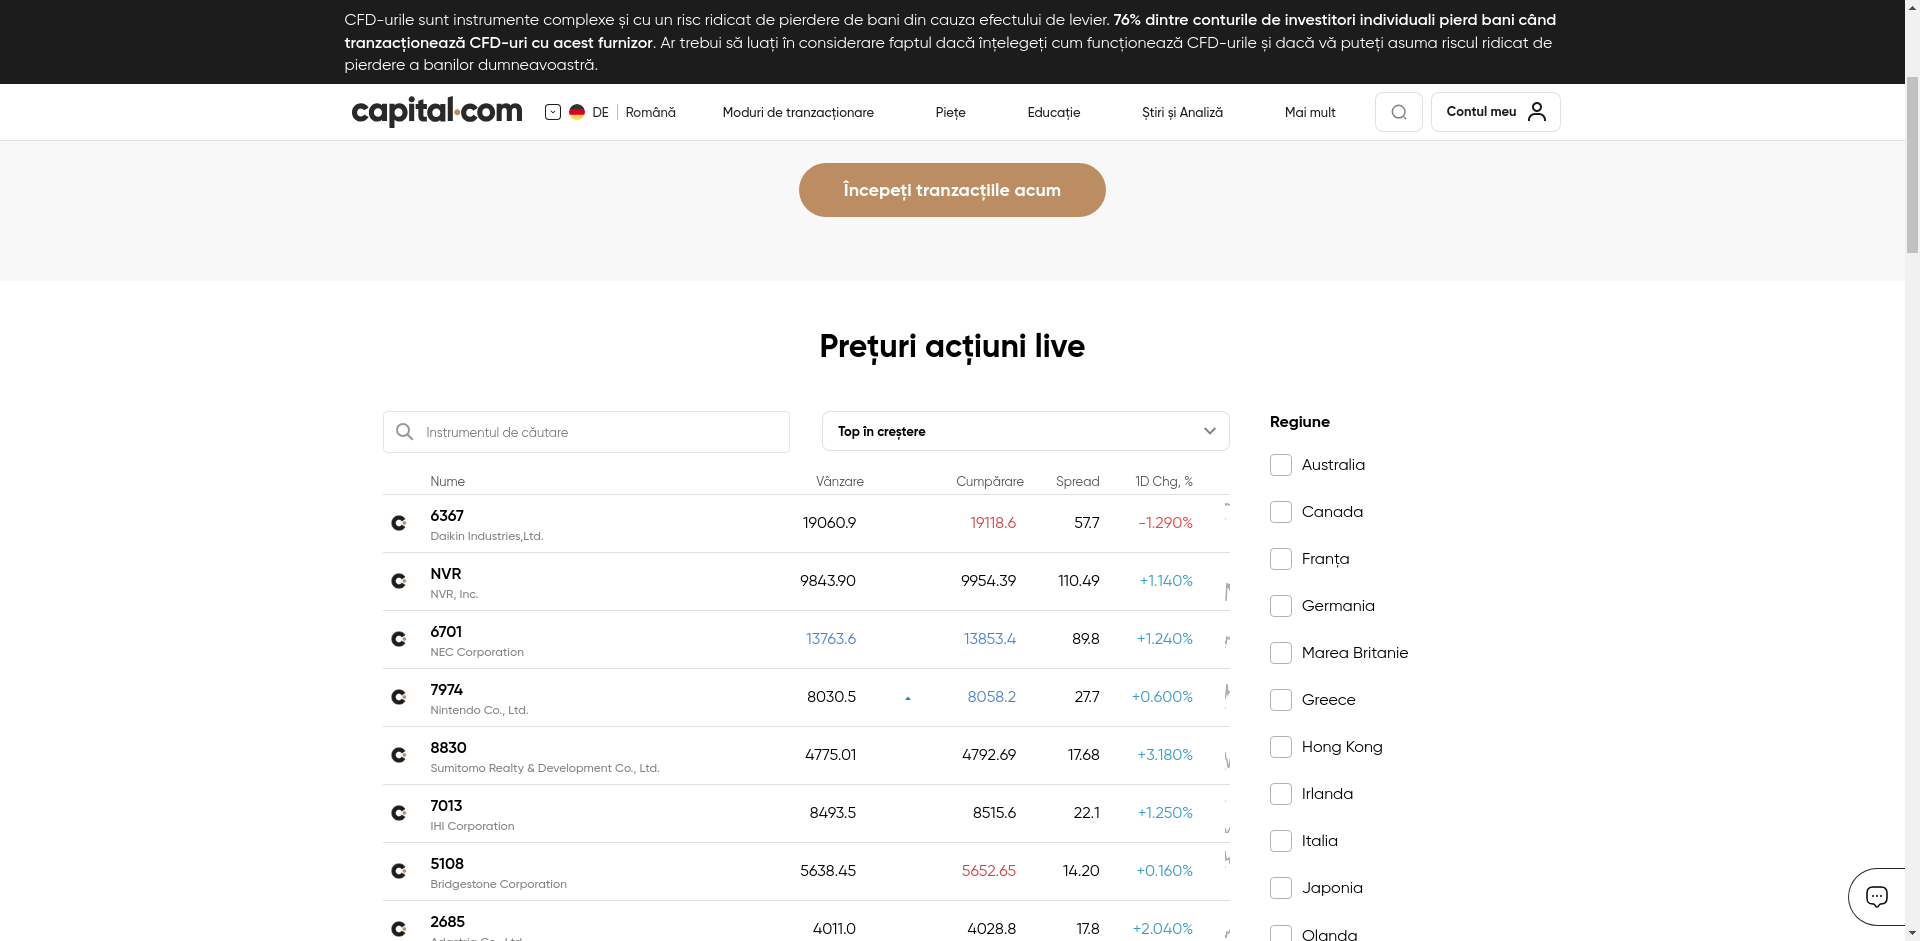 CFD-urile sunt instrumente complexe și cu un risc ridicat de pierdere de bani din cauza efectului de levier. 76% dintre conturile de investitori individuali pierd bani când
tranzacționează CFD-uri cu acest furnizor. Ar trebui să luați în considerare faptul dacă înțelegeți cum funcționează CFD-urile și dacă vă puteți asuma riscul ridicat de
pierdere a banilor dumneavoastră.
capital.com DE Română Moduri de tranzacționare Piețe Educație Știri și Analiză Mai mult Contul meu
Începeți tranzacțiile acum
Prețuri acțiuni live
Instrumentul de căutare
Top în creștere
Nume Vânzare Cumpărare Spread 1D Chg, %
6367 19060.9 19118.6 57.7 -1.290%
Daikin Industries,Ltd.
NVR 9843.90 9954.39 110.49 +1.140%
NVR, Inc.
6701 13763.6 13853.4 89.8 +1.240%
NEC Corporation
7974 8030.5 8058.2 27.7 +0.600%
Nintendo Co., Ltd.
8830 4775.01 4792.69 17.68 +3.180%
Sumitomo Realty & Development Co., Ltd.
7013 8493.5 8515.6 22.1 +1.250%
IHI Corporation
5108 5638.45 5652.65 14.20 +0.160%
Bridgestone Corporation
2685 4011.0 4028.8 17.8 +2.040%
Adastria Co., Ltd.
Regiune
Australia
Canada
Franța
Germania
Marea Britanie
Greece
Hong Kong
Irlanda
Italia
Japonia
Olanda